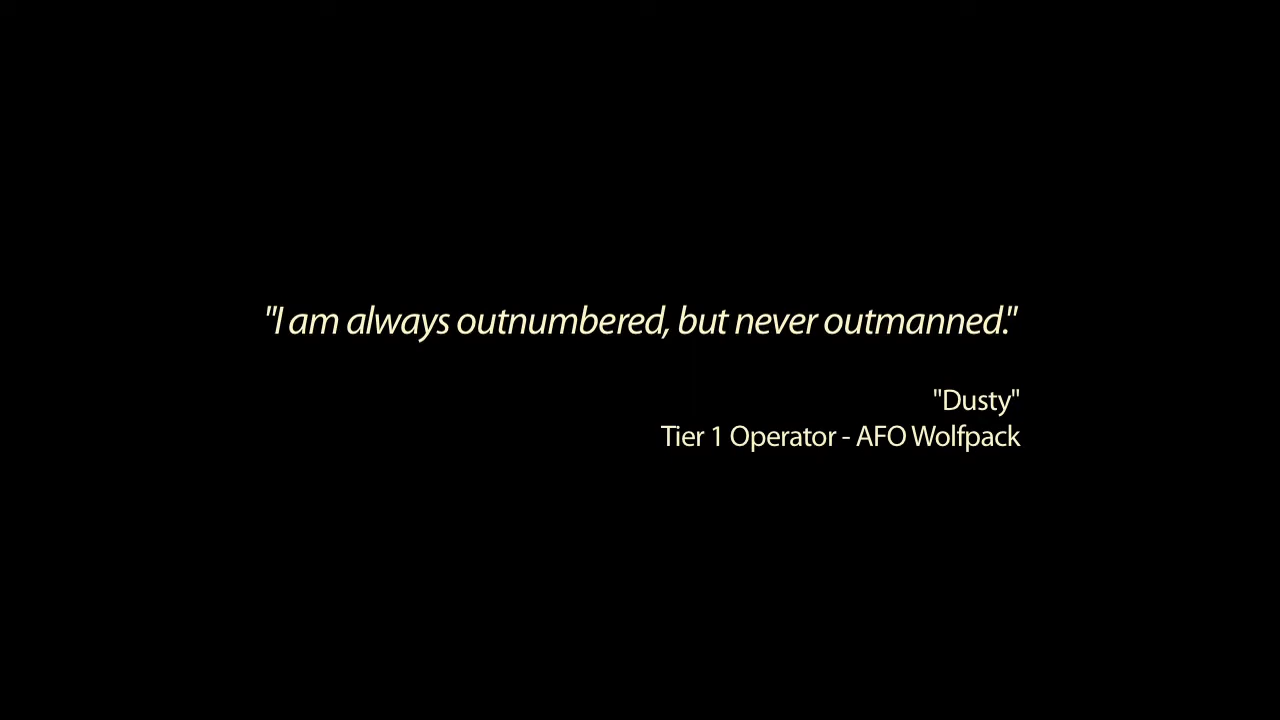 "I am always outnumbered, but never outmanned."
"Dusty"
Tier 1 Operator - AFO Wolfpack